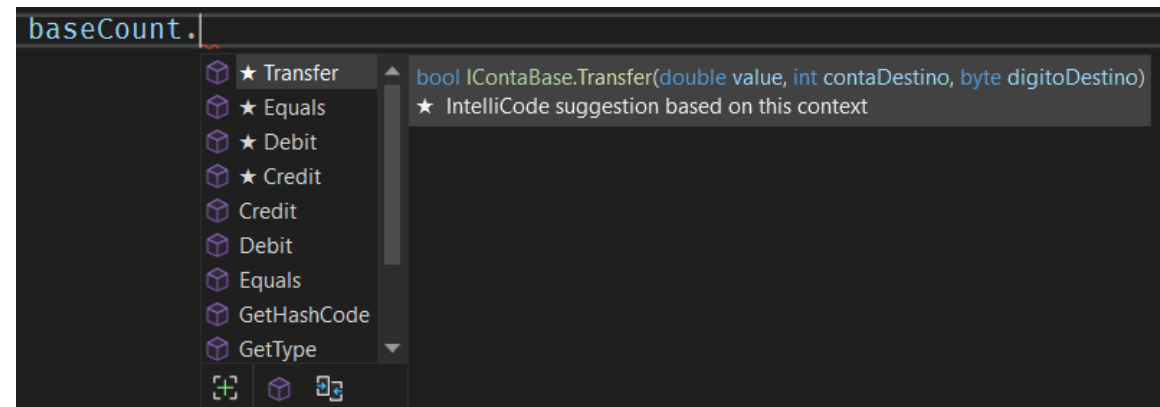 baseCount.
★ Transfer
★ Equals
★ Debit
★ Credit
Credit
Debit
Equals
GetHashCode
GetType
bool IContaBase.Transfer(double value, int contaDestino, byte digitoDestino)
★ IntelliCode suggestion based on this context